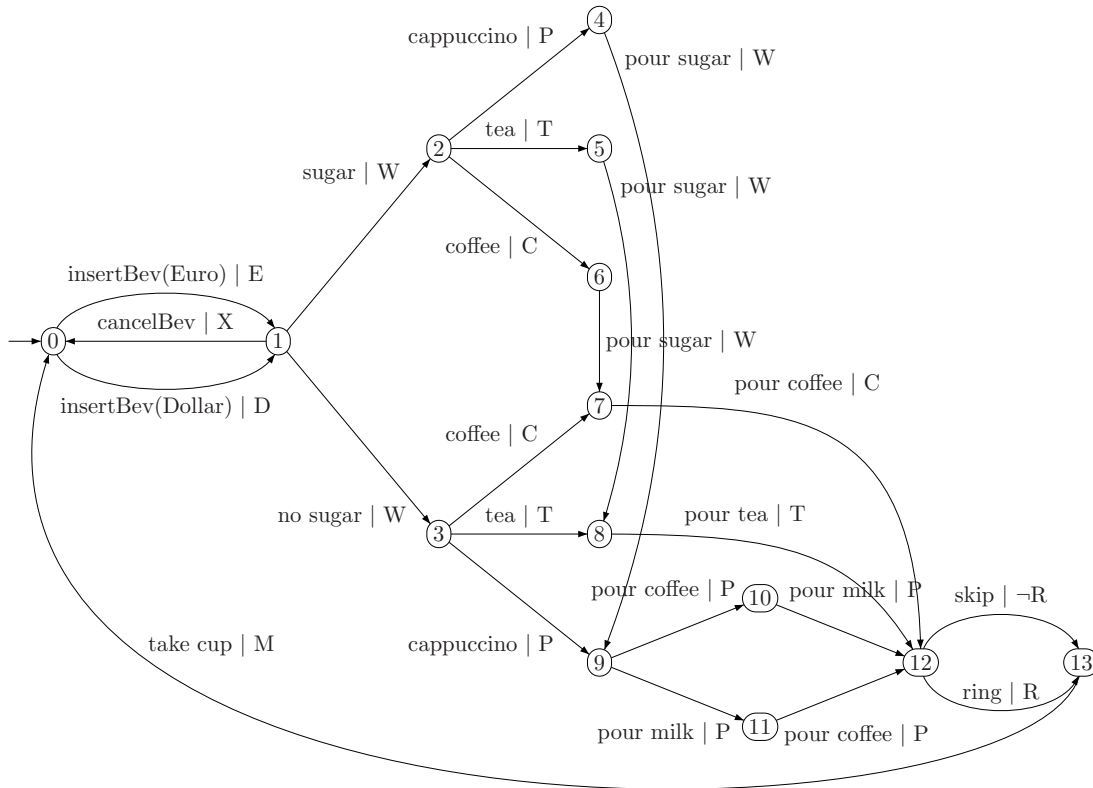 4
cappuccino | P
pour sugar | W
tea | T
2
5
sugar | W
pour sugar | W
coffee | C
insertBev(Euro) | E
6
cancelBev | X
0
1
pour sugar | W
pour coffee | C
insertBev(Dollar) | D
7
coffee | C
no sugar | W
tea | T
pour tea | T
3
8
pour coffee | P
10
pour milk | P
skip | ¬R
take cup | M
cappuccino | P
9
12
13
ring | R
pour milk | P
11
pour coffee | P